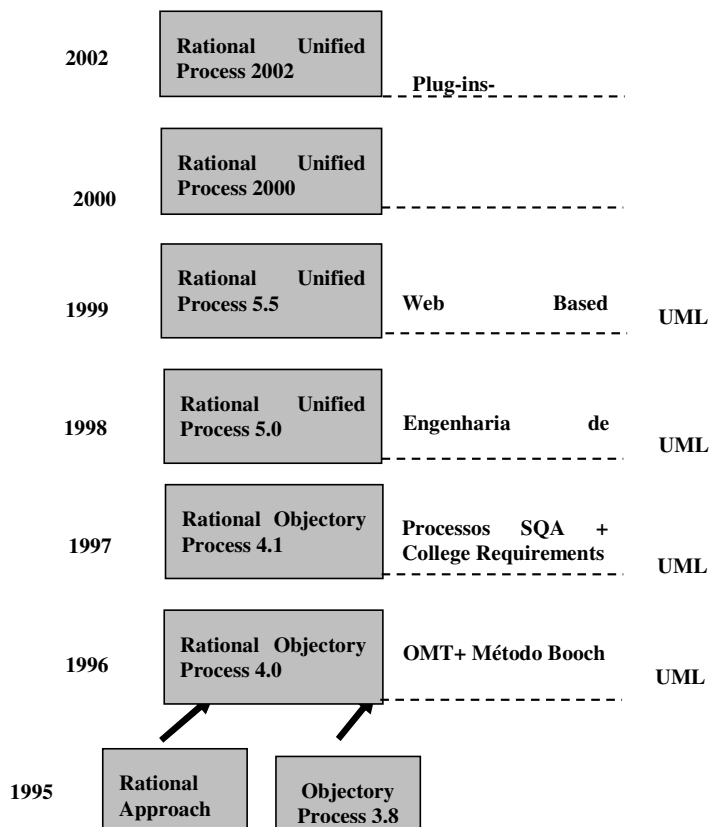 Rational Unified
2002
Process 2002
Plug-ins-
Rational Unified
Process 2000
2000
Rational Unified
1999
Process 5.5
Web Based
UML
Rational Unified
1998
Process 5.0
Engenharia de
UML
Rational Objectory
1997
Process 4.1
Processos SQA +
College Requirements
UML
Rational Objectory
1996
Process 4.0
OMT+ Método Booch
UML
1995
Rational
Approach
Objectory
Process 3.8